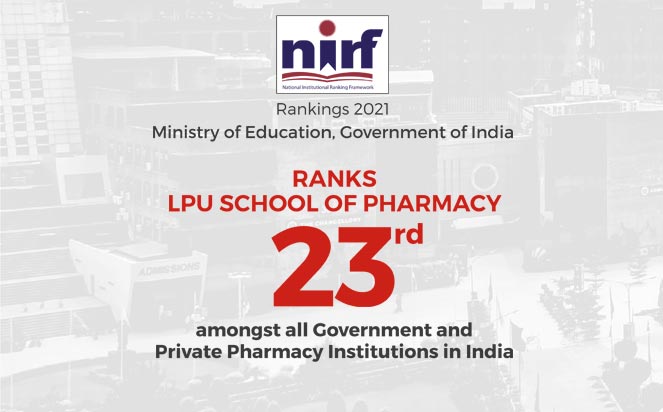 nirf
National Institutional Ranking Framework
Rankings 2021
Ministry of Education, Government of India
RANKS
LPU SCHOOL OF PHARMACY
23rd
amongst all Government and
Private Pharmacy Institutions in India
ADMISSIONS